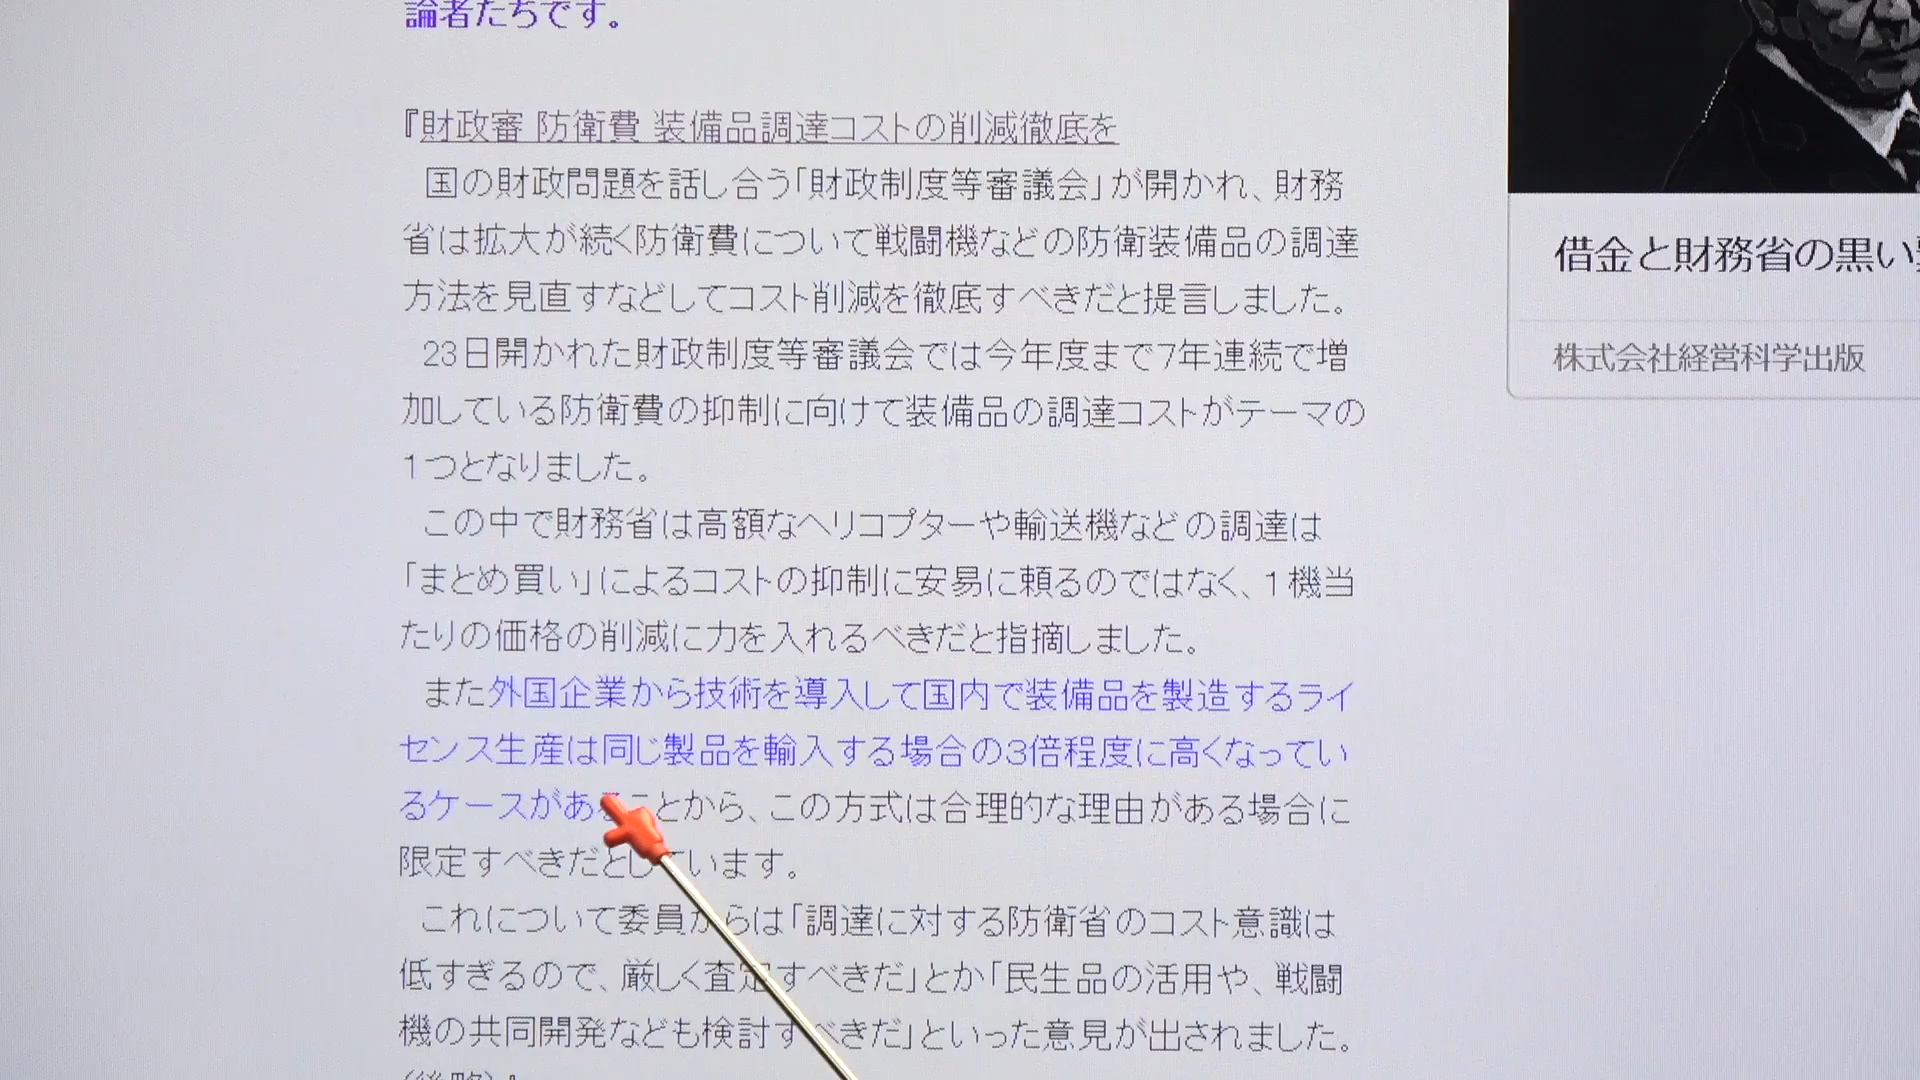 論者たちです。
『財政審 防衛費 装備品調達コストの削減徹底を
国の財政問題を話し合う「財政制度等審議会」が開かれ、財務
省は拡大が続く防衛費について戦闘機などの防衛装備品の調達
方法を見直すなどしてコスト削減を徹底すべきだと提言しました。
23日開かれた財政制度等審議会では今年度まで7年連続で増
加している防衛費の抑制に向けて装備品の調達コストがテーマの
1つとなりました。
この中で財務省は高額なヘリコプターや輸送機などの調達は
「まとめ買い」によるコストの抑制に安易に頼るのではなく、1機当
たりの価格の削減に力を入れるべきだと指摘しました。
また外国企業から技術を導入して国内で装備品を製造するライ
センス生産は同じ製品を輸入する場合の3倍程度に高くなってい
るケースがあることから、この方式は合理的な理由がある場合に
限定すべきだとしています。
これについて委員からは「調達に対する防衛省のコスト意識は
低すぎるので、厳しく査定すべきだ」とか「民生品の活用や、戦闘
機の共同開発なども検討すべきだ」といった意見が出されました。
(後略)』
借金と財務省の黒い
株式会社経営科学出版